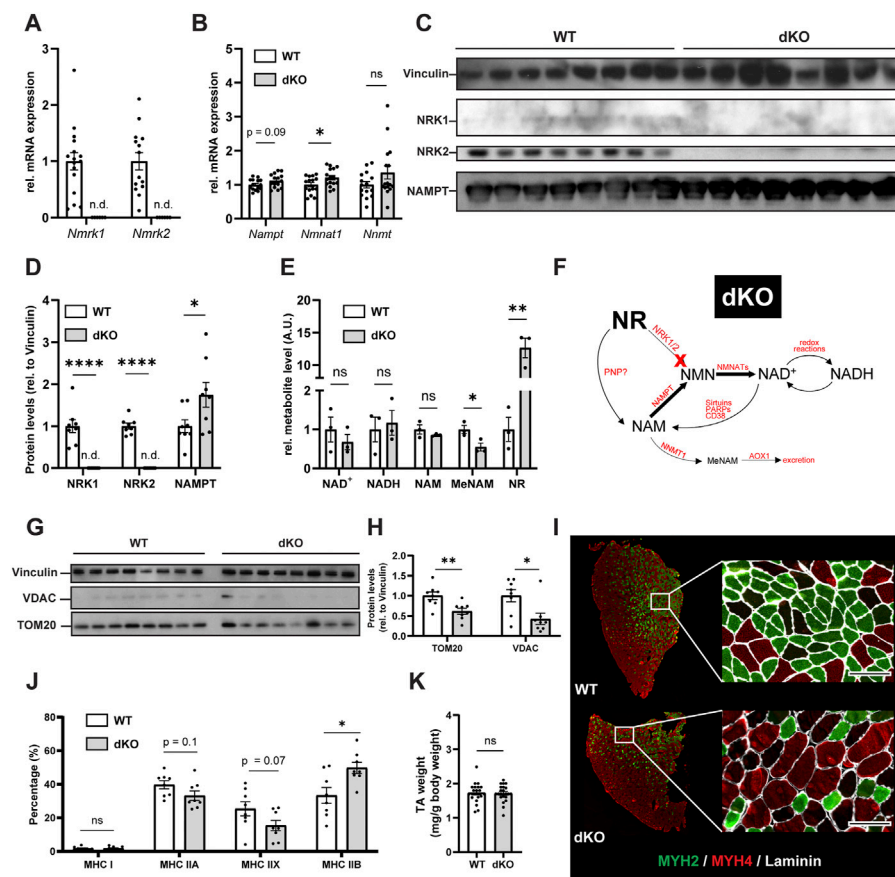 A
rel. mRNA expression
3
2
1
0
n.d.
n.d.
Nmrk1
Nmrk2
B
WT
dKO
rel. mRNA expression
5
4
3
2
1
0
p = 0.09
*
ns
Nampt
Nmnat1
Nnmt
C
WT
dKO
Vinculin
NRK1
NRK2
NAMPT
D
WT
dKO
Protein levels (rel. to Vinculin)
4
3
2
1
0
****
****
*
n.d.
n.d.
NRK1
NRK2
NAMPT
E
WT
dKO
rel. metabolite level (A.U.)
20
15
10
5
2
1
0
ns
ns
ns
*
**
NAD+
NADH
NAM
MeNAM
NR
F
dKO
NR
NRK1/2
X
PNP?
NMN
NMNATs
NAD+
redox
reactions
NADH
NAMPT
Sirtuins
PARPs
CD38
NAM
NNMT1
MeNAM
AOX1
excretion
G
WT
dKO
Vinculin
VDAC
TOM20
H
Protein levels
(rel. to Vinculin)
2.0
1.5
1.0
0.5
0.0
**
*
TOM20
VDAC
I
WT
dKO
MYH2 / MYH4 / Laminin
J
WT
dKO
Percentage (%)
80
60
40
20
0
ns
p = 0.1
p = 0.07
*
MHC I
MHC IIA
MHC IIX
MHC IIB
K
TA weight
(mg/g body weight)
4
3
2
1
0
ns
WT
dKO